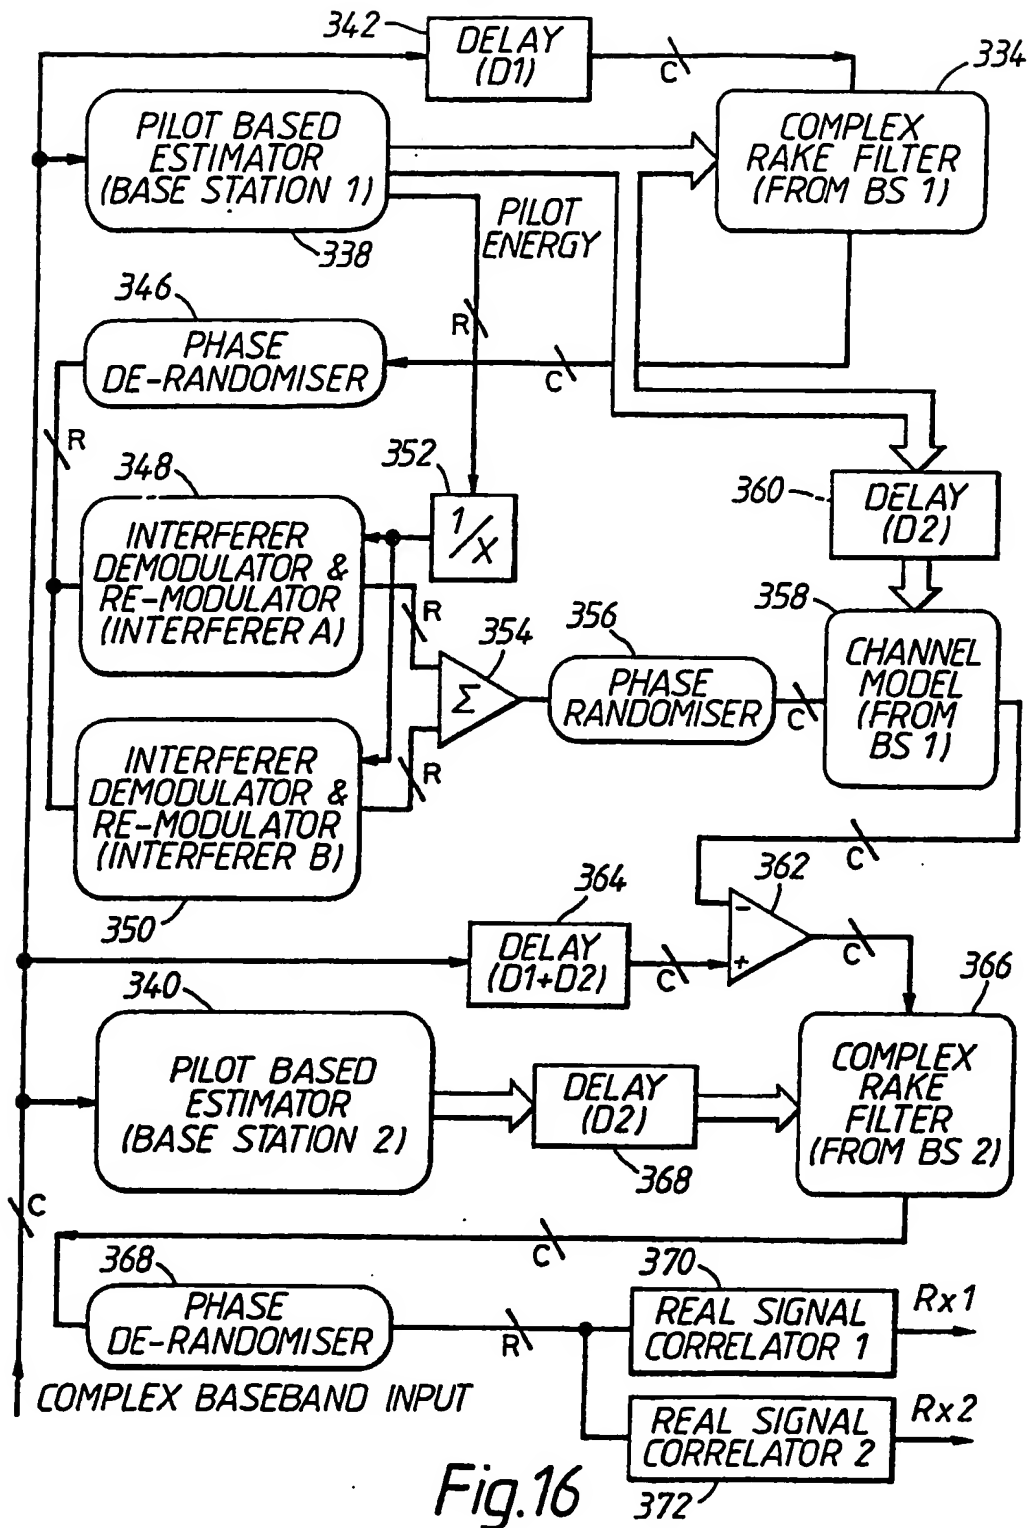 342
DELAY
(D1)
C
334
PILOT BASED
ESTIMATOR
(BASE STATION 1)
338
COMPLEX
RAKE FILTER
(FROM BS 1)
PILOT
ENERGY
R
346
PHASE
DE-RANDOMISER
C
R
348
INTERFERER
DEMODULATOR &
RE-MODULATOR
(INTERFERER A)
352
1/X
360
DELAY
(D2)
R
354
Σ
356
PHASE
RANDOMISER
C
358
CHANNEL
MODEL
(FROM
BS 1)
INTERFERER
DEMODULATOR &
RE-MODULATOR
(INTERFERER B)
350
R
C
362
-
+
364
DELAY
(D1+D2)
C
C
366
340
PILOT BASED
ESTIMATOR
(BASE STATION 2)
DELAY
(D2)
368
COMPLEX
RAKE
FILTER
(FROM BS 2)
C
C
368
PHASE
DE-RANDOMISER
R
370
REAL SIGNAL
CORRELATOR 1
Rx1
COMPLEX BASEBAND INPUT
REAL SIGNAL
CORRELATOR 2
Rx2
372
Fig.16